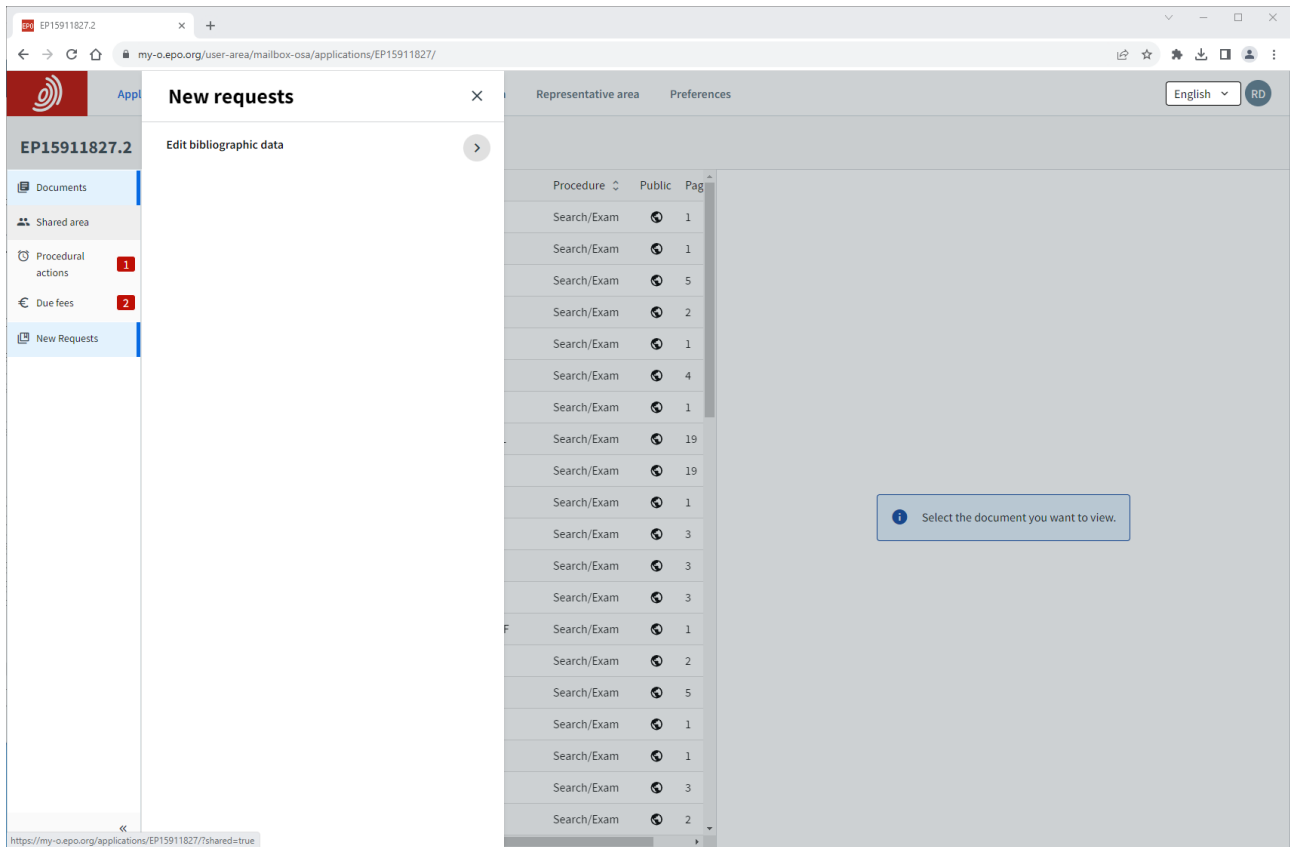 EPO EP15911827.2
my-o.epo.org/user-area/mailbox-osa/applications/EP15911827/
Appl New requests Representative area Preferences English RD
EP15911827.2 Edit bibliographic data
Documents Procedure Public Pag
Shared area Search/Exam 1
Search/Exam 1
Procedural actions 1 Search/Exam 5
Due fees 2 Search/Exam 2
New Requests Search/Exam 1
Search/Exam 4
Search/Exam 1
Search/Exam 19
Search/Exam 19
Search/Exam 1
Select the document you want to view.
Search/Exam 3
Search/Exam 3
Search/Exam 3
F Search/Exam 1
Search/Exam 2
Search/Exam 5
Search/Exam 1
Search/Exam 1
Search/Exam 3
Search/Exam 2
«
https://my-o.epo.org/applications/EP15911827/?shared=true